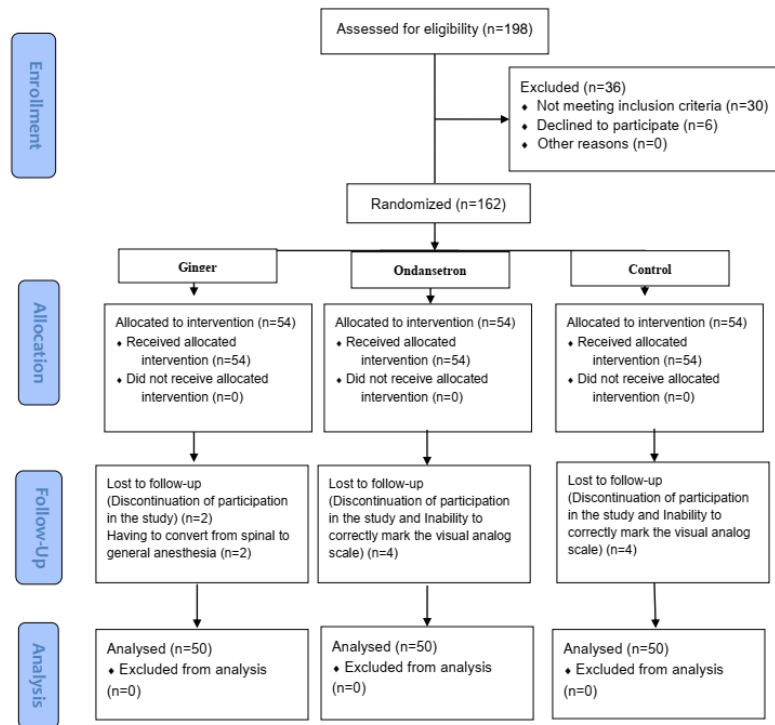 Enrollment
Assessed for eligibility (n=198)
Excluded (n=36)
♦ Not meeting inclusion criteria (n=30)
♦ Declined to participate (n=6)
♦ Other reasons (n=0)
Randomized (n=162)
Allocation
Ginger
Allocated to intervention (n=54)
♦ Received allocated
intervention (n=54)
♦ Did not receive allocated
intervention (n=0)
Ondansetron
Allocated to intervention (n=54)
♦ Received allocated
intervention (n=54)
♦ Did not receive allocated
intervention (n=0)
Control
Allocated to intervention (n=54)
♦ Received allocated
intervention (n=54)
♦ Did not receive allocated
intervention (n=0)
Follow-Up
Lost to follow-up
(Discontinuation of participation
in the study) (n=2)
Having to convert from spinal to
general anesthesia (n=2)
Lost to follow-up
(Discontinuation of participation
in the study and Inability to
correctly mark the visual analog
scale) (n=4)
Lost to follow-up
(Discontinuation of participation
in the study and Inability to
correctly mark the visual analog
scale) (n=4)
Analysis
Analysed (n=50)
♦ Excluded from analysis
(n=0)
Analysed (n=50)
♦ Excluded from analysis
(n=0)
Analysed (n=50)
♦ Excluded from analysis
(n=0)